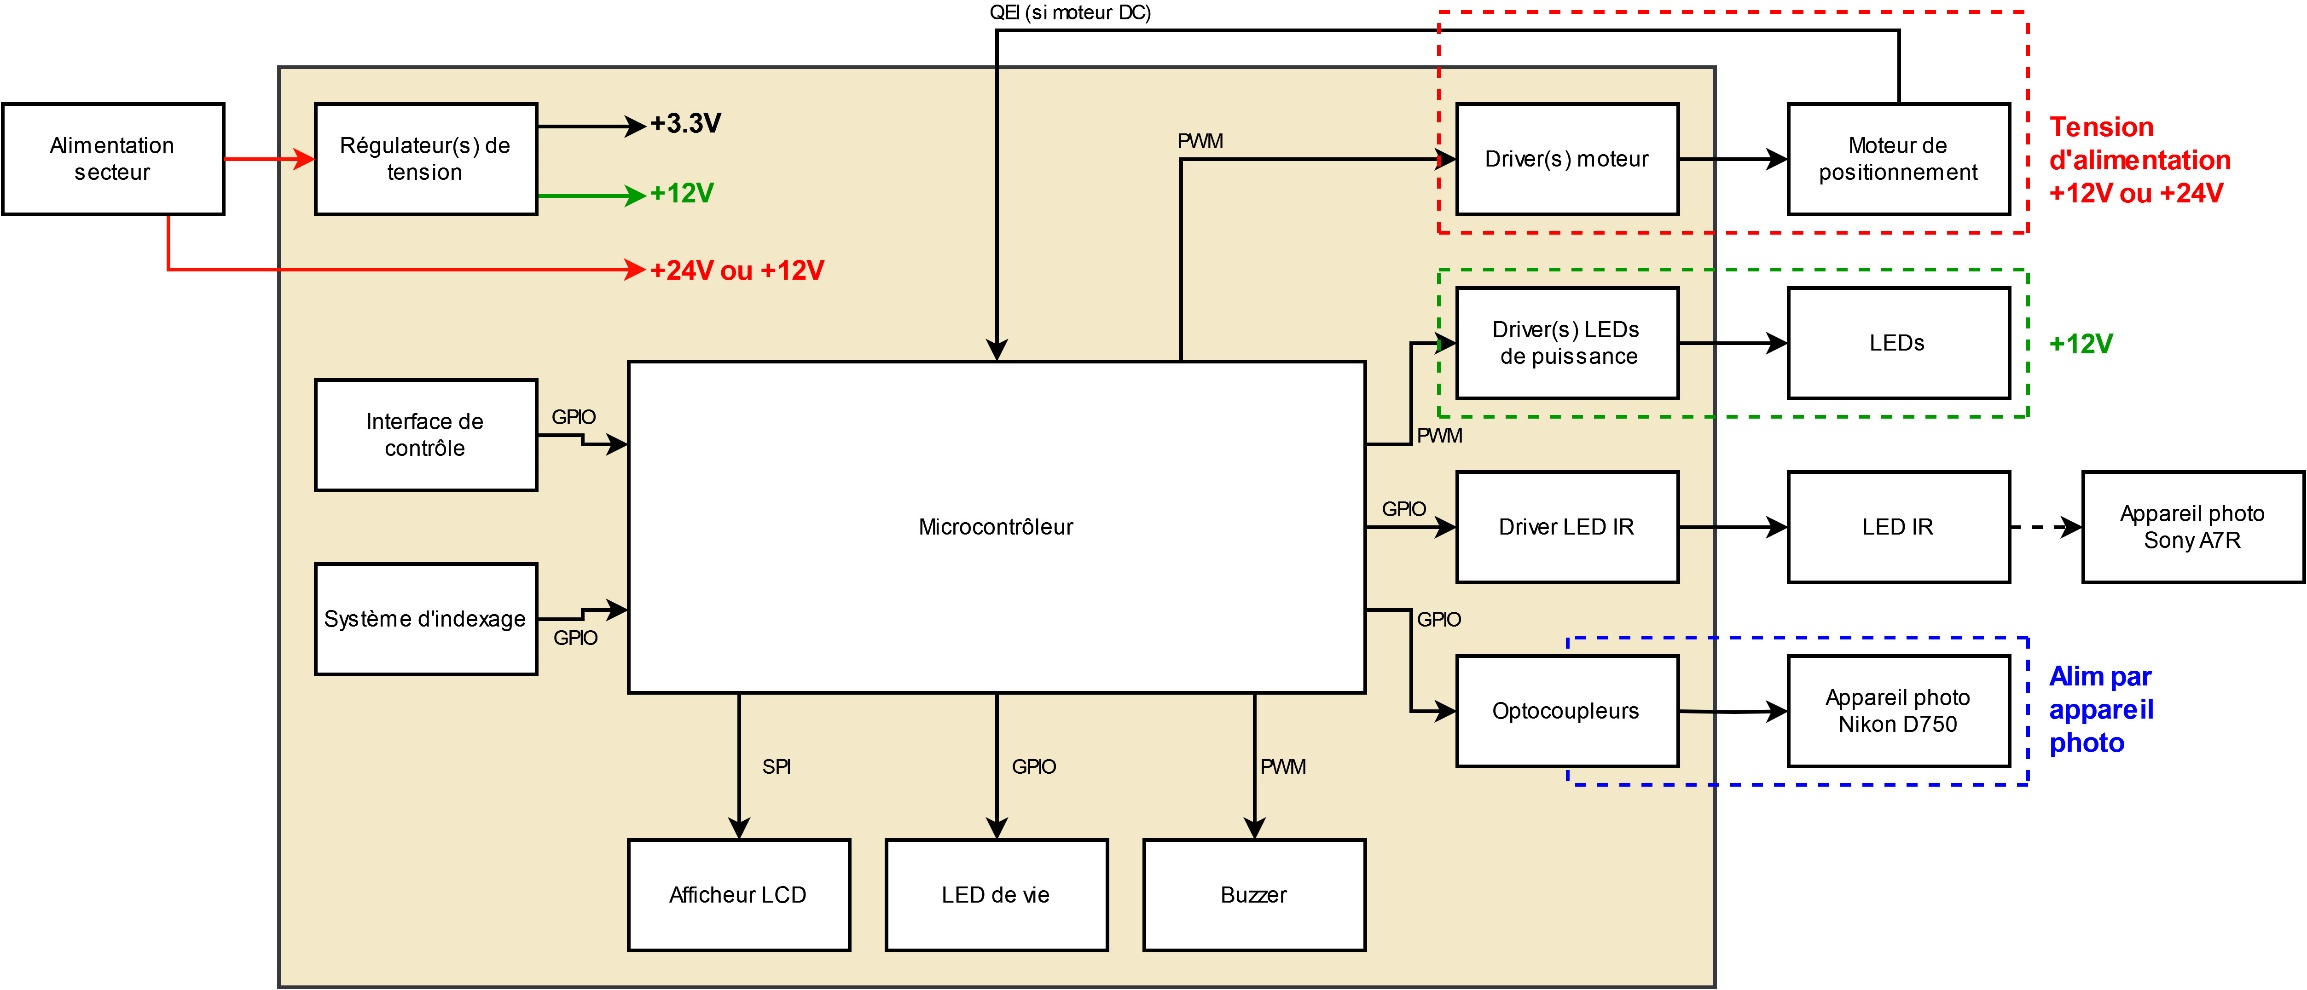 QEI (si moteur DC)
Alimentation
secteur
Régulateur(s) de
tension
+3.3V
+12V
+24V ou +12V
PWM
Driver(s) moteur
Moteur de
positionnement
Tension
d'alimentation
+12V ou +24V
Driver(s) LEDs
de puissance
LEDs
+12V
PWM
Interface de
contrôle
GPIO
Microcontrôleur
GPIO
Driver LED IR
LED IR
Appareil photo
Sony A7R
Système d'indexage
GPIO
GPIO
Optocoupleurs
Appareil photo
Nikon D750
Alim par
appareil
photo
SPI
GPIO
PWM
Afficheur LCD
LED de vie
Buzzer